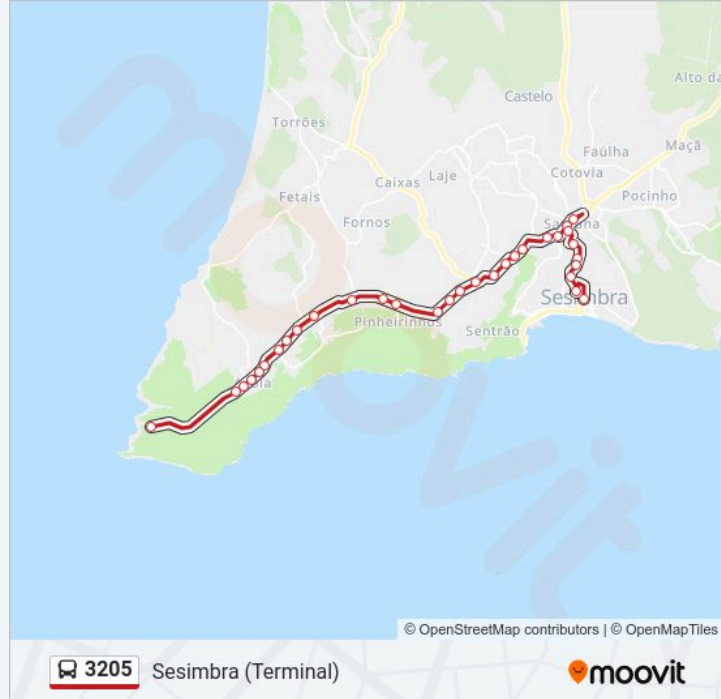 Castelo
Alto da
Torrões
Faúlha
Maçã
Cotovia
Caixas
Laje
Fetais
Pocinho
Fornos
Sesimbra
Pinheirinhos
Sentrão
moovit
© OpenStreetMap contributors | © OpenMapTiles
3205 Sesimbra (Terminal)
moovit